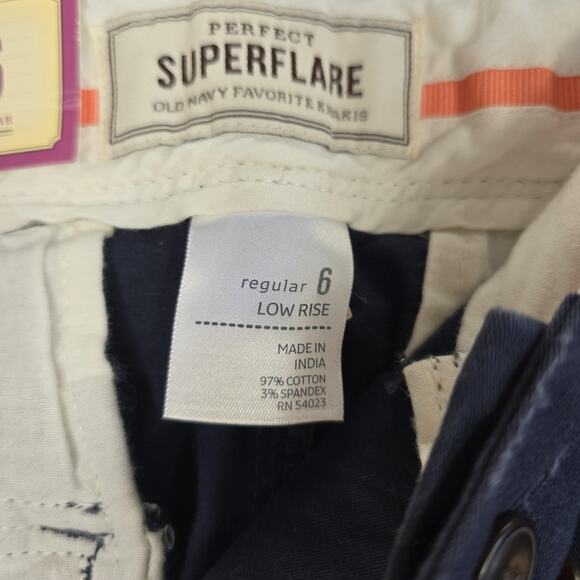 PERFECT
SUPERFLARE
OLD NAVY FAVORITE KHAKIS
regular 6
LOW RISE
MADE IN
INDIA
97% COTTON
3% SPANDEX
RN 54023